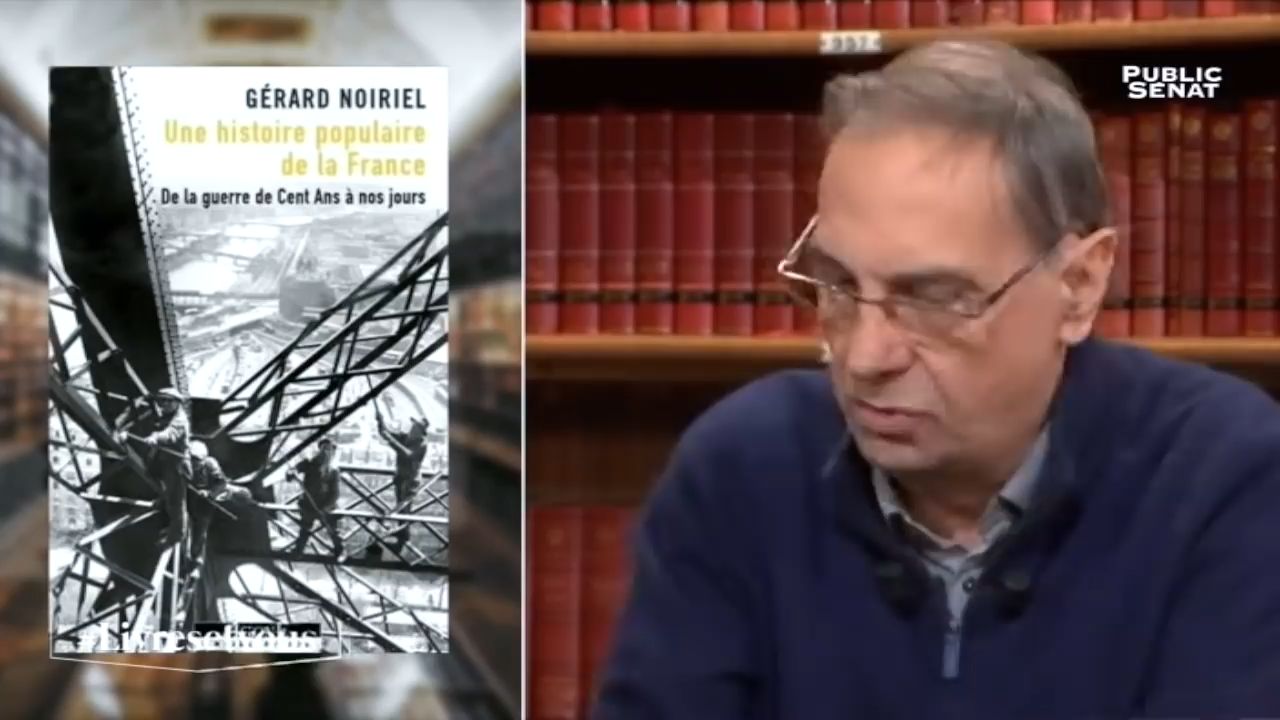 GÉRARD NOIRIEL
Une histoire populaire
de la France
De la guerre de Cent Ans à nos jours
#Livresetvous
PUBLIC
SENAT